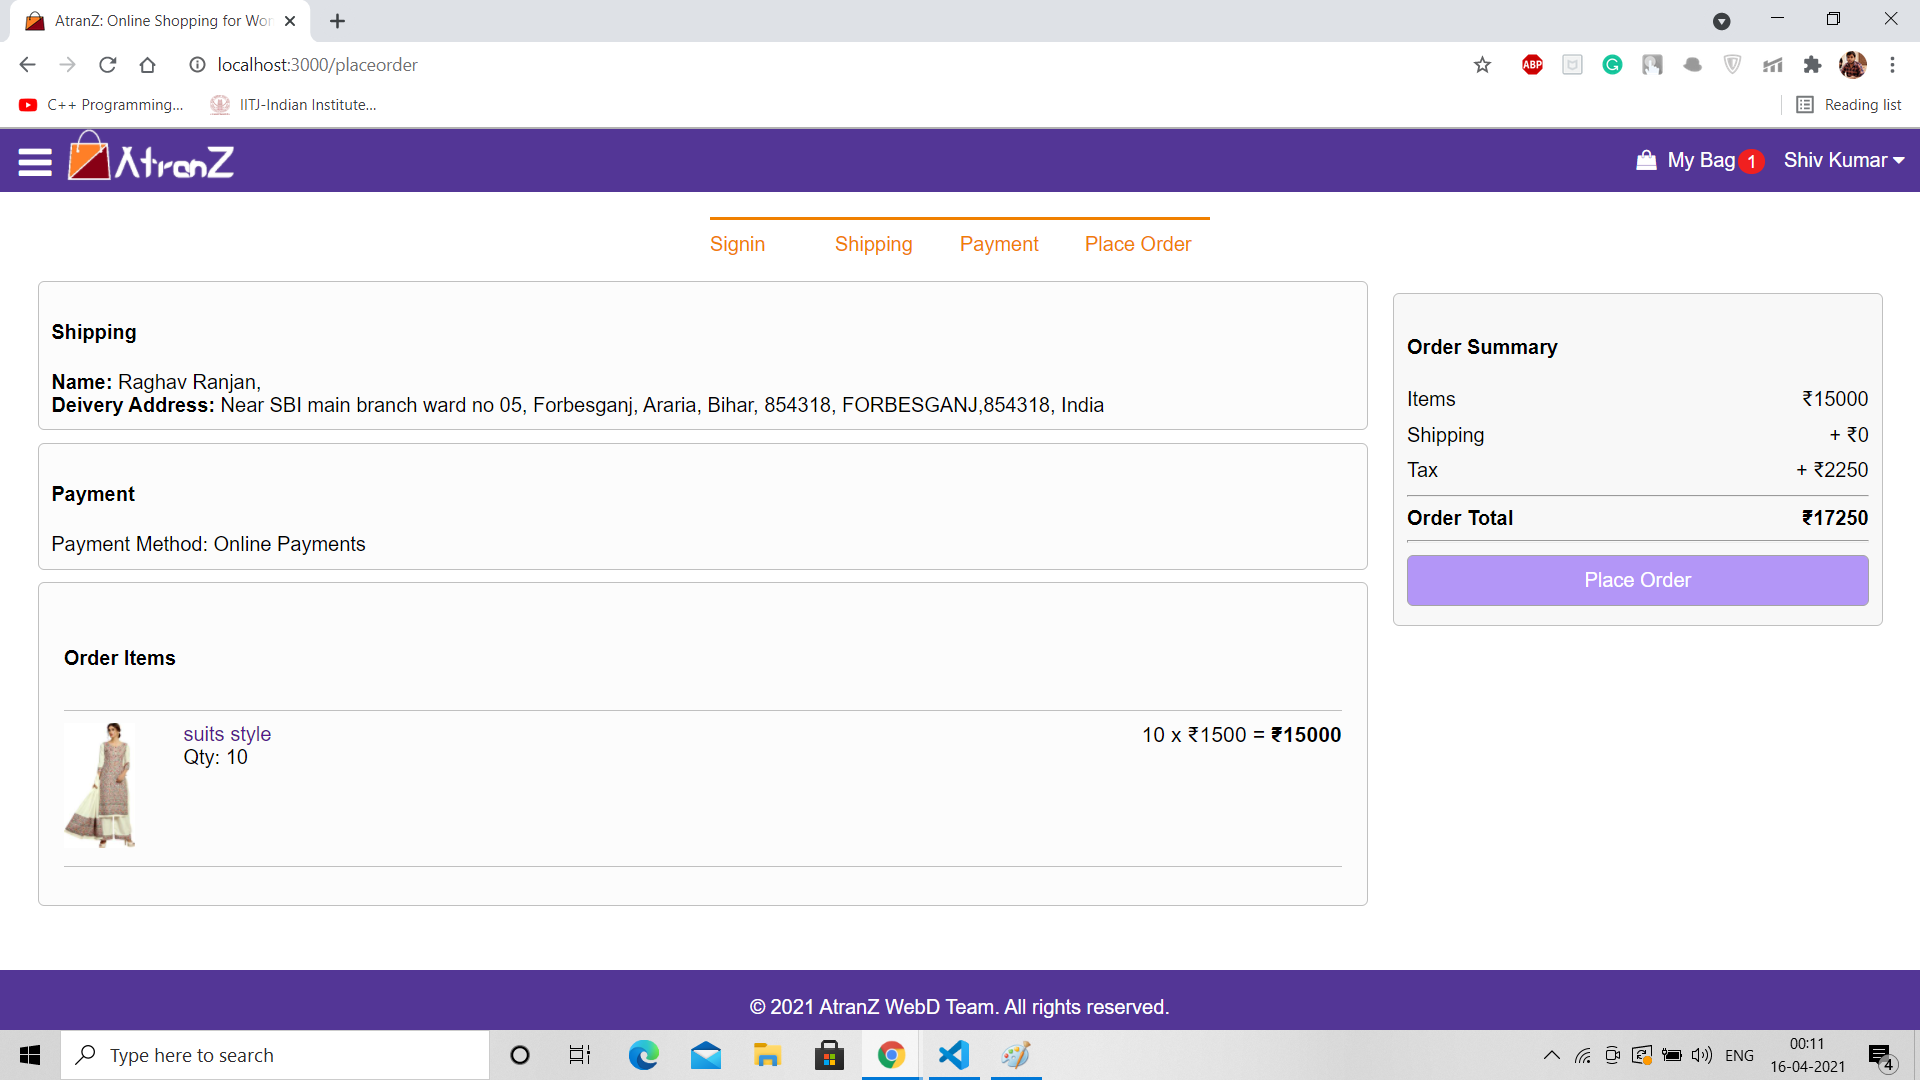 AtranZ: Online Shopping for Wor
localhost:3000/placeorder
ABP
C++ Programming...
IITJ-Indian Institute...
Reading list
AtranZ
My Bag 1
Shiv Kumar
Signin Shipping Payment Place Order
Shipping
Name: Raghav Ranjan,
Deivery Address: Near SBI main branch ward no 05, Forbesganj, Araria, Bihar, 854318, FORBESGANJ,854318, India
Payment
Payment Method: Online Payments
Order Items
suits style
Qty: 10
10 x ₹1500 = ₹15000
Order Summary
Items ₹15000
Shipping + ₹0
Tax + ₹2250
Order Total ₹17250
Place Order
© 2021 AtranZ WebD Team. All rights reserved.
Type here to search
ENG
00:11
16-04-2021
4